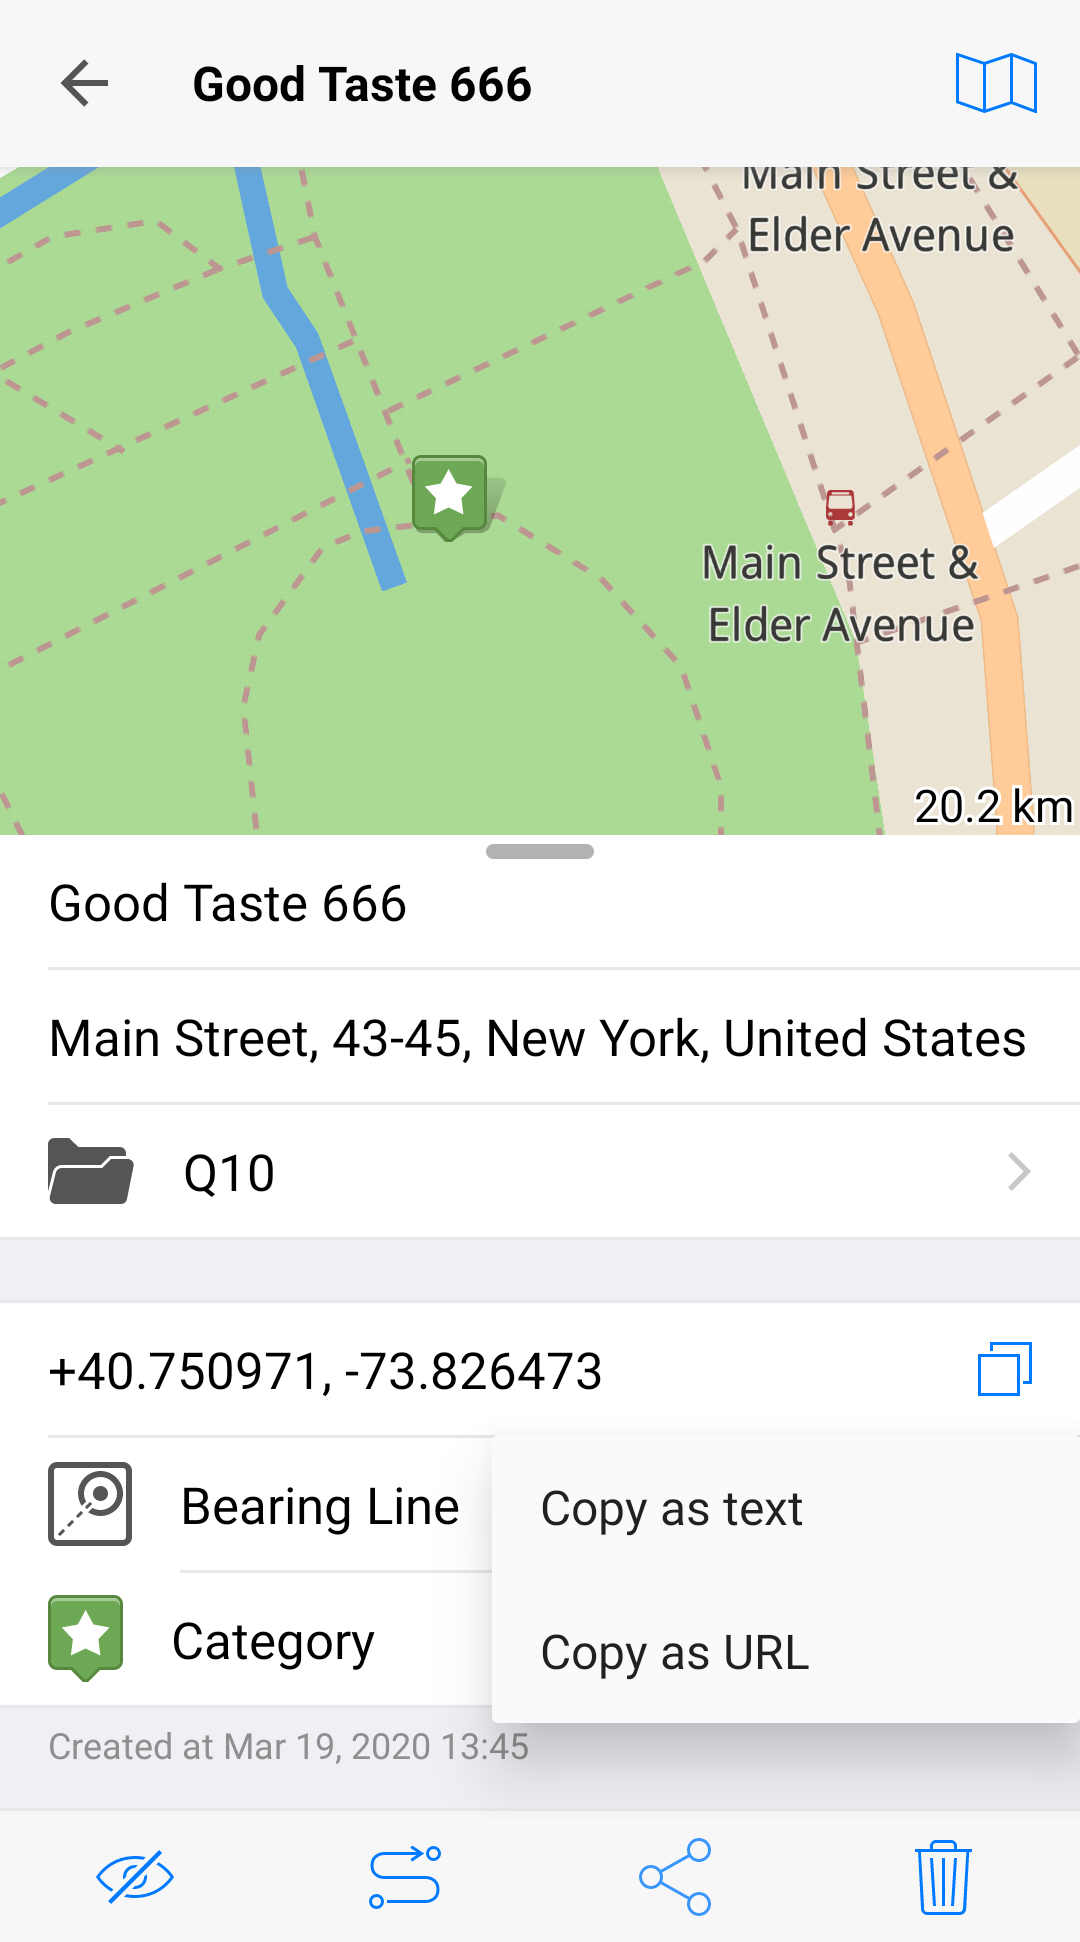 Good Taste 666
Main Street &
Elder Avenue
Main Street &
Elder Avenue
20.2 km
Good Taste 666
Main Street, 43-45, New York, United States
Q10
+40.750971, -73.826473
Bearing Line
Copy as text
Copy as URL
Category
Created at Mar 19, 2020 13:45